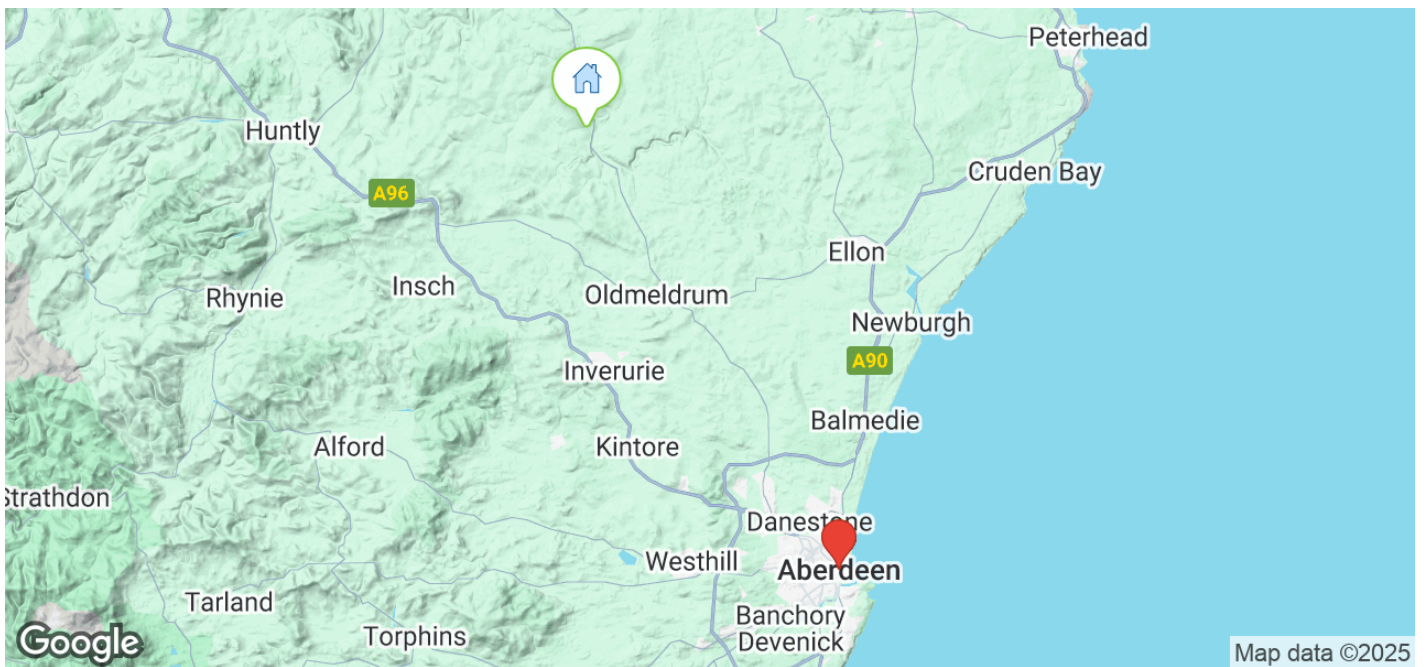 Peterhead
Huntly
Cruden Bay
A96
Ellon
Rhynie
Insch
Oldmeldrum
Newburgh
A90
Inverurie
Balmedie
Alford
Kintore
Strathdon
Danestone
Westhill
Aberdeen
Tarland
Banchory
Devenick
Torphins
Google
Map data ©2025